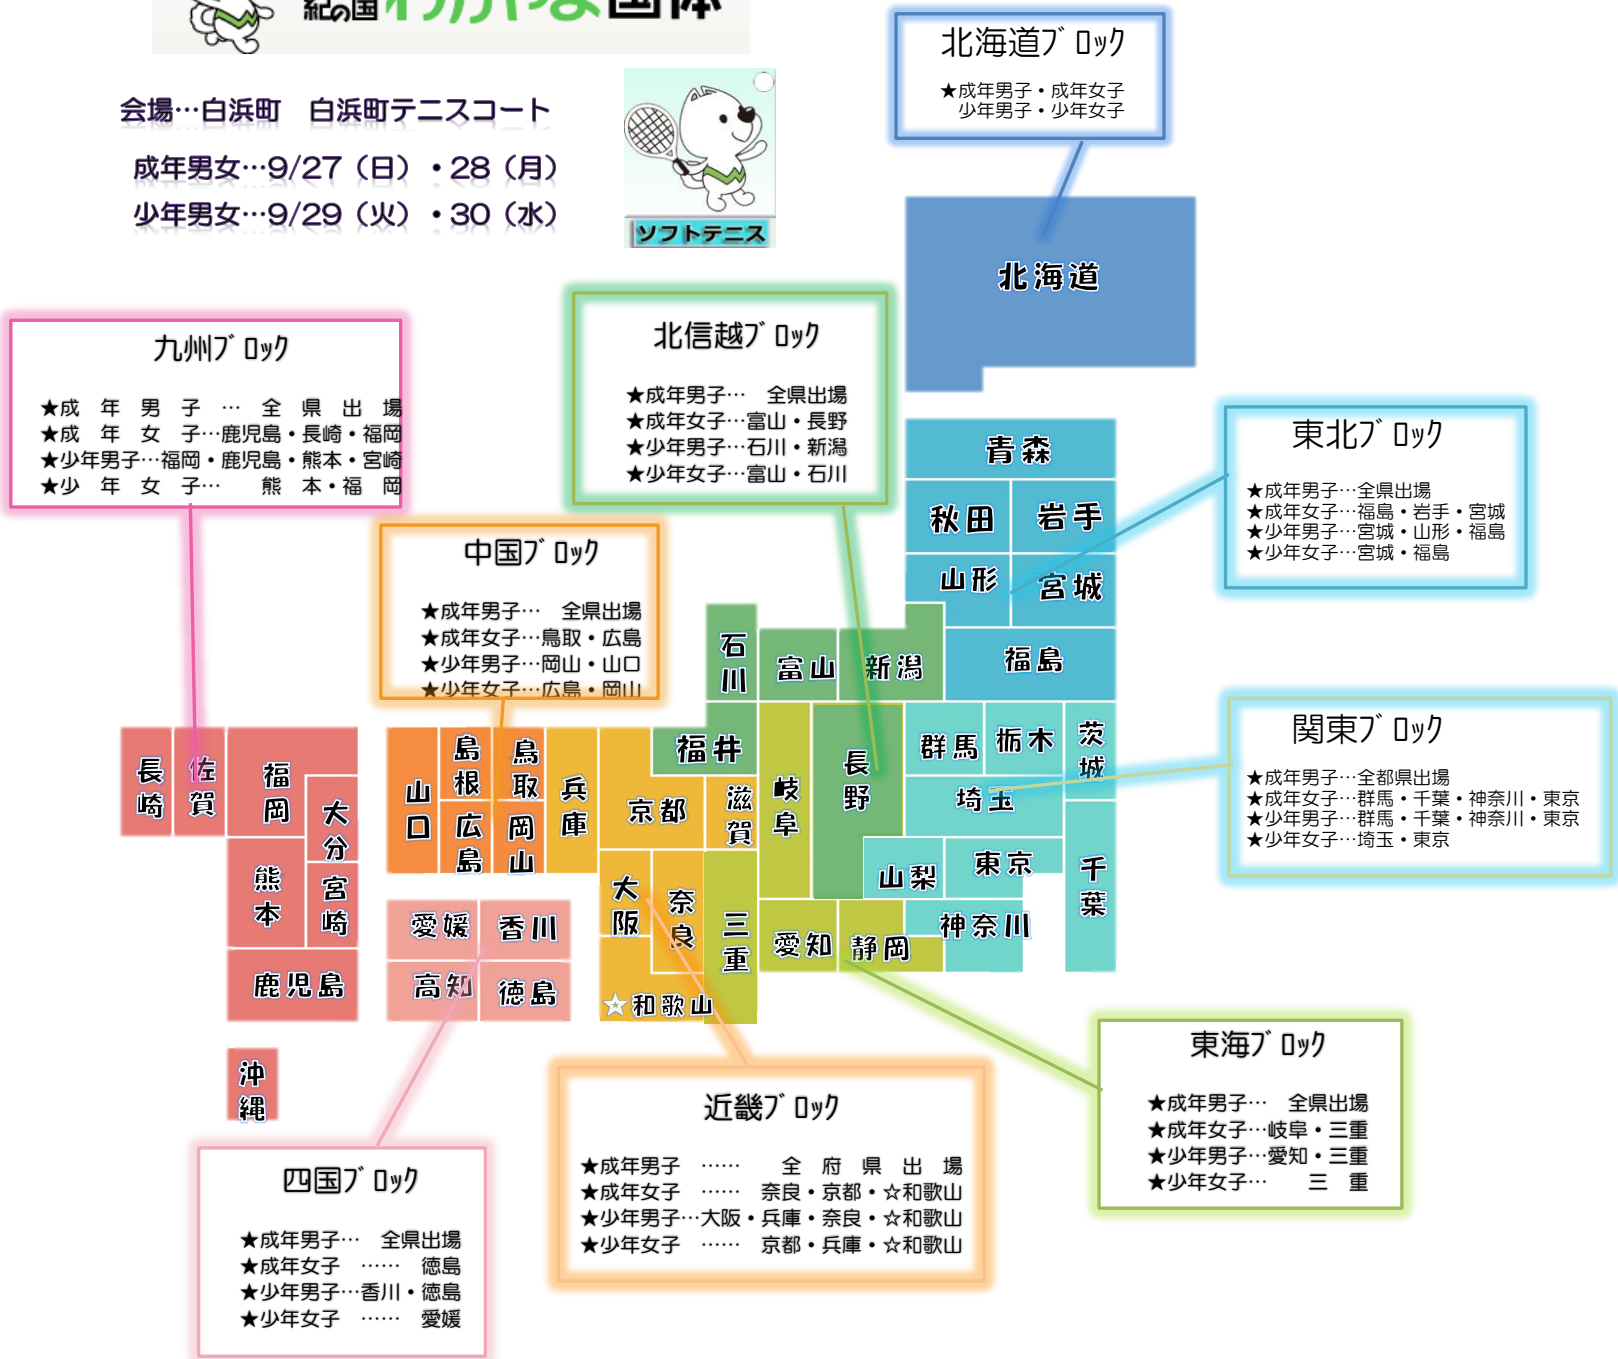 紀の国 わかやま国体
会場…白浜町　白浜町テニスコート
成年男女…9/27（日）・28（月）
少年男女…9/29（火）・30（水）
ソフトテニス
北海道ﾌﾞﾛｯｸ
★成年男子・成年女子
少年男子・少年女子
北海道
九州ﾌﾞﾛｯｸ
★成　年　男　子　…　全　県　出　場
★成　年　女　子…鹿児島・長崎・福岡
★少年男子…福岡・鹿児島・熊本・宮崎
★少　年　女　子…　　熊　本・福　岡
北信越ﾌﾞﾛｯｸ
★成年男子…　全県出場
★成年女子…富山・長野
★少年男子…石川・新潟
★少年女子…富山・石川
東北ﾌﾞﾛｯｸ
★成年男子…全県出場
★成年女子…福島・岩手・宮城
★少年男子…宮城・山形・福島
★少年女子…宮城・福島
中国ﾌﾞﾛｯｸ
★成年男子…　全県出場
★成年女子…鳥取・広島
★少年男子…岡山・山口
★少年女子…広島・岡山
関東ﾌﾞﾛｯｸ
★成年男子…全都県出場
★成年女子…群馬・千葉・神奈川・東京
★少年男子…群馬・千葉・神奈川・東京
★少年女子…埼玉・東京
青森
秋田
岩手
山形
宮城
福島
石川
富山
新潟
福井
岐阜
長野
群馬
栃木
茨城
埼玉
山梨
東京
千葉
神奈川
愛知
静岡
三重
滋賀
京都
兵庫
大阪
奈良
☆和歌山
鳥取
島根
岡山
広島
山口
香川
愛媛
高知
徳島
長崎
佐賀
福岡
大分
熊本
宮崎
鹿児島
沖縄
四国ﾌﾞﾛｯｸ
★成年男子…　全県出場
★成年女子　……　徳島
★少年男子…香川・徳島
★少年女子　……　愛媛
近畿ﾌﾞﾛｯｸ
★成年男子　……　　全　府　県　出　場
★成年女子　……　奈良・京都・☆和歌山
★少年男子…大阪・兵庫・奈良・☆和歌山
★少年女子　……　京都・兵庫・☆和歌山
東海ﾌﾞﾛｯｸ
★成年男子…　全県出場
★成年女子…岐阜・三重
★少年男子…愛知・三重
★少年女子…　　三　重